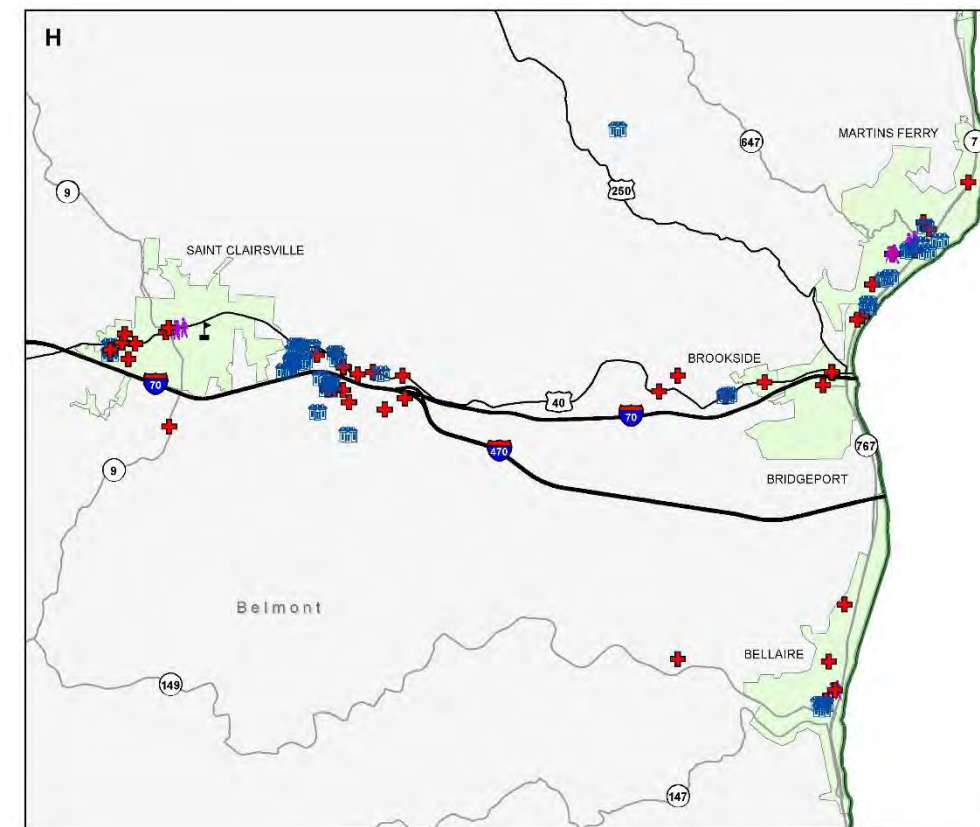 H
MARTINS FERRY
647
7
9
250
SAINT CLAIRSVILLE
BROOKSIDE
70
40
70
9
470
767
BRIDGEPORT
Belmont
BELLAIRE
149
147